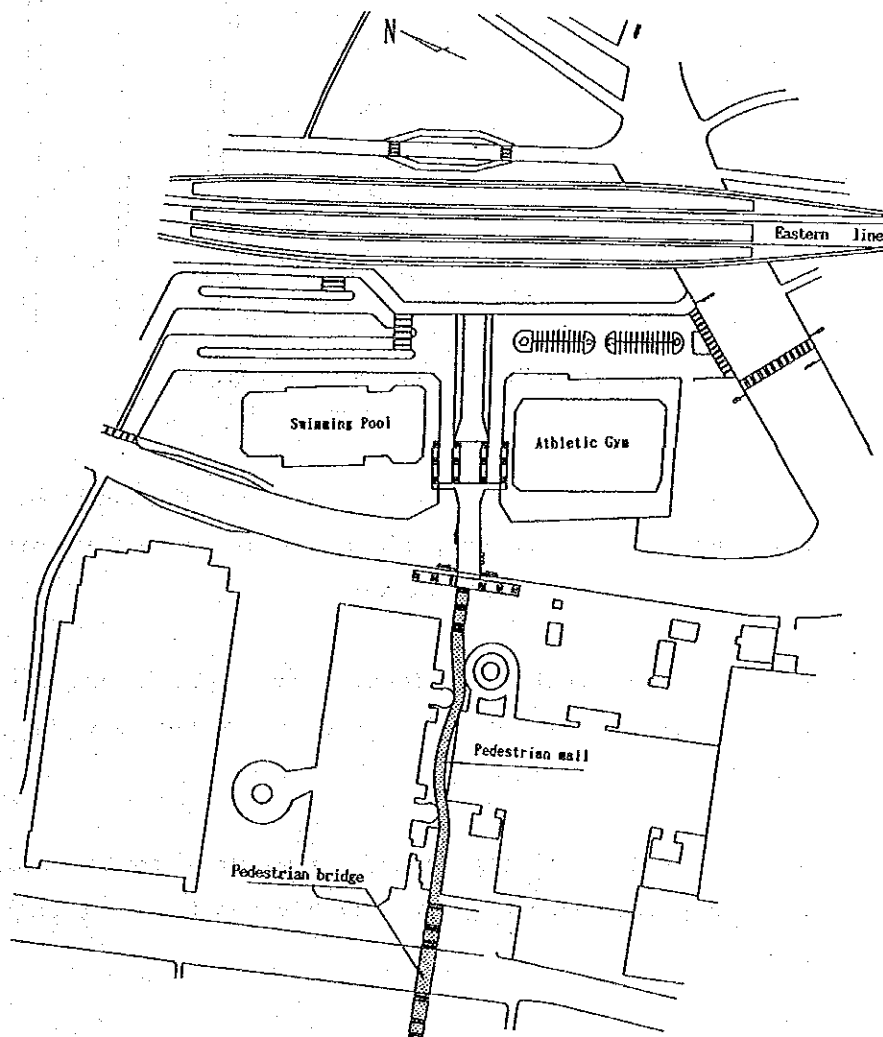 N
Eastern line
Swimming Pool
Athletic Gym
Pedestrian mall
Pedestrian bridge